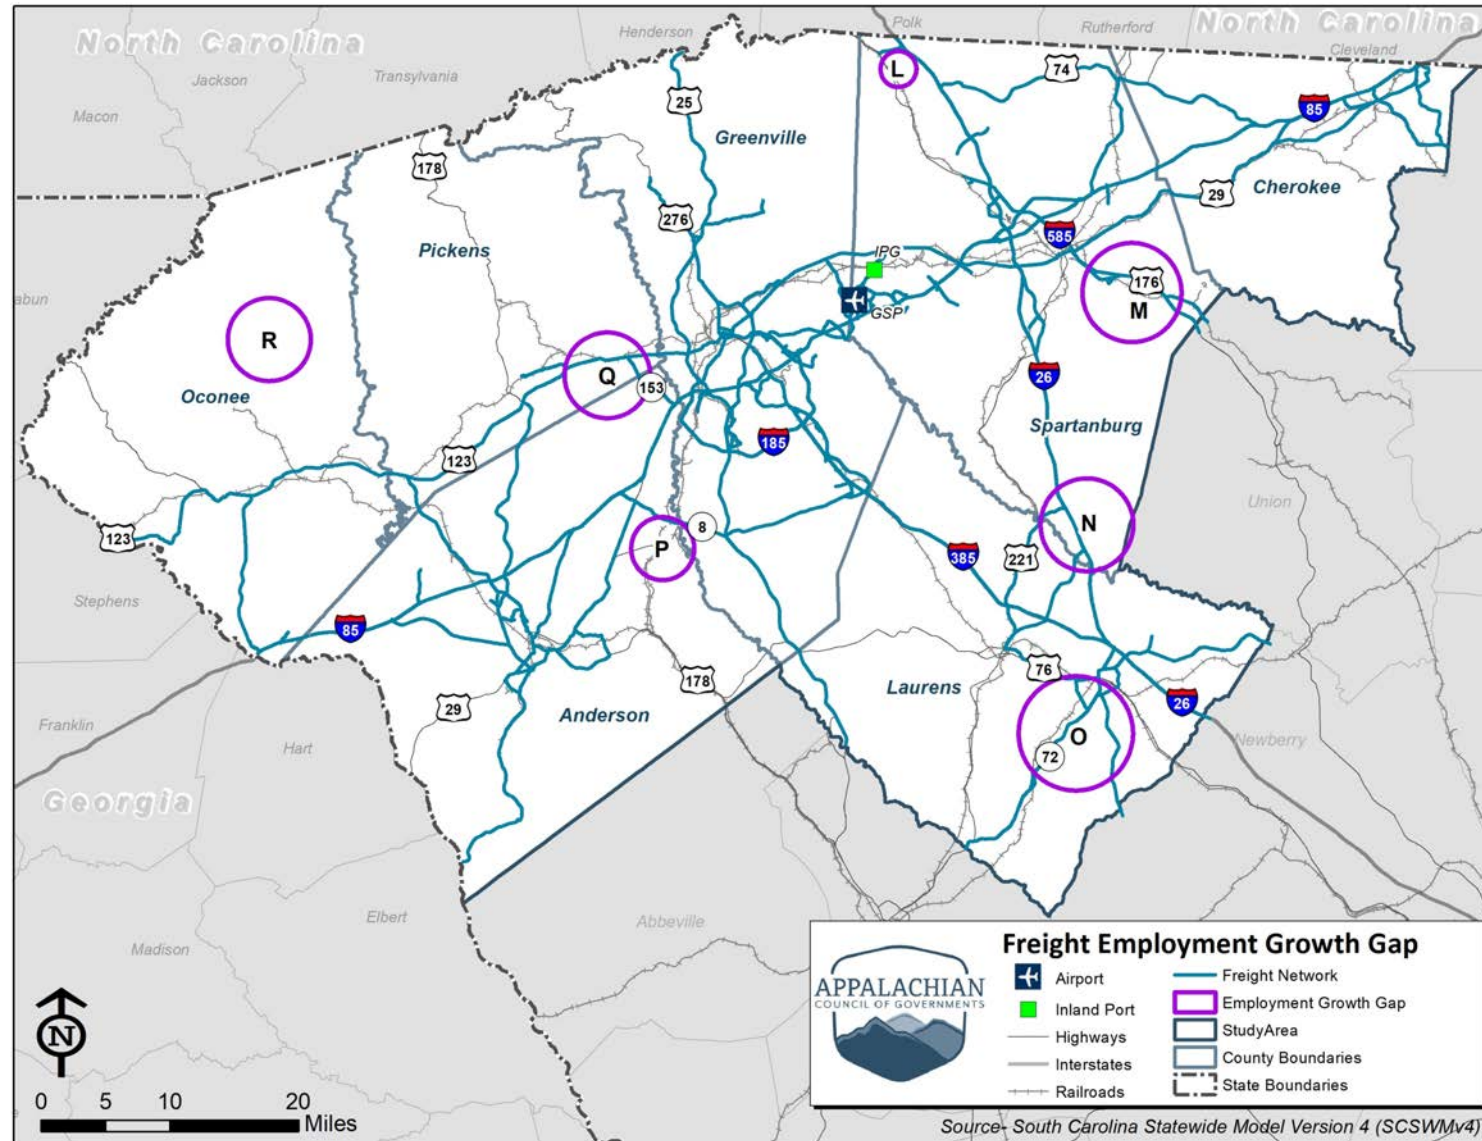 North Carolina
Polk
North Carolina
Henderson
Rutherford
Cleveland
Jackson
Transylvania
Macon
L
74
85
25
Greenville
178
29
Cherokee
276
585
Pickens
IPG
176
GSP
M
abun
R
Q
26
153
Oconee
Spartanburg
185
123
Union
N
8
123
P
385
221
Stephens
85
76
178
Laurens
26
29
Anderson
Franklin
O
Newberry
Hart
72
Georgia
Elbert
Abbeville
Madison
Freight Employment Growth Gap
APPALACHIAN
COUNCIL OF GOVERNMENTS
Airport
Inland Port
Highways
Interstates
Railroads
Freight Network
Employment Growth Gap
StudyArea
County Boundaries
State Boundaries
N
0 5 10 20
Miles
Source- South Carolina Statewide Model Version 4 (SCSWMv4)